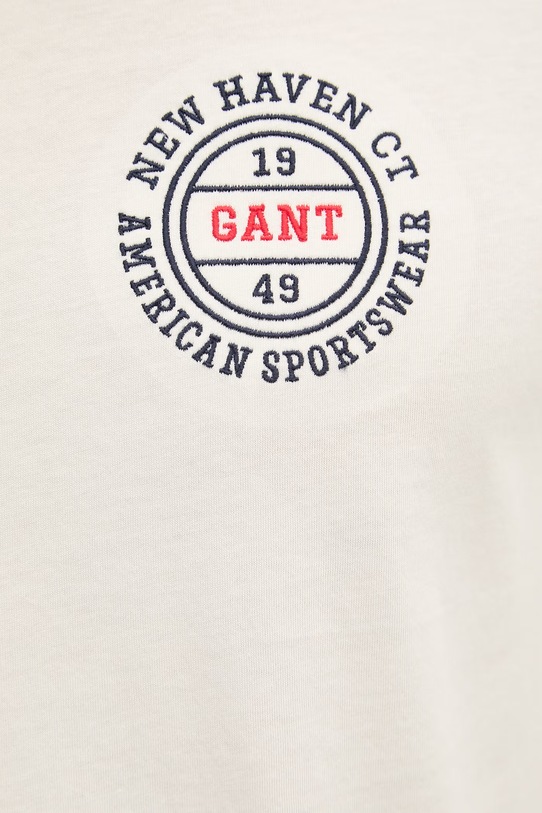 NEW HAVEN CT
19
GANT
49
AMERICAN SPORTSWEAR